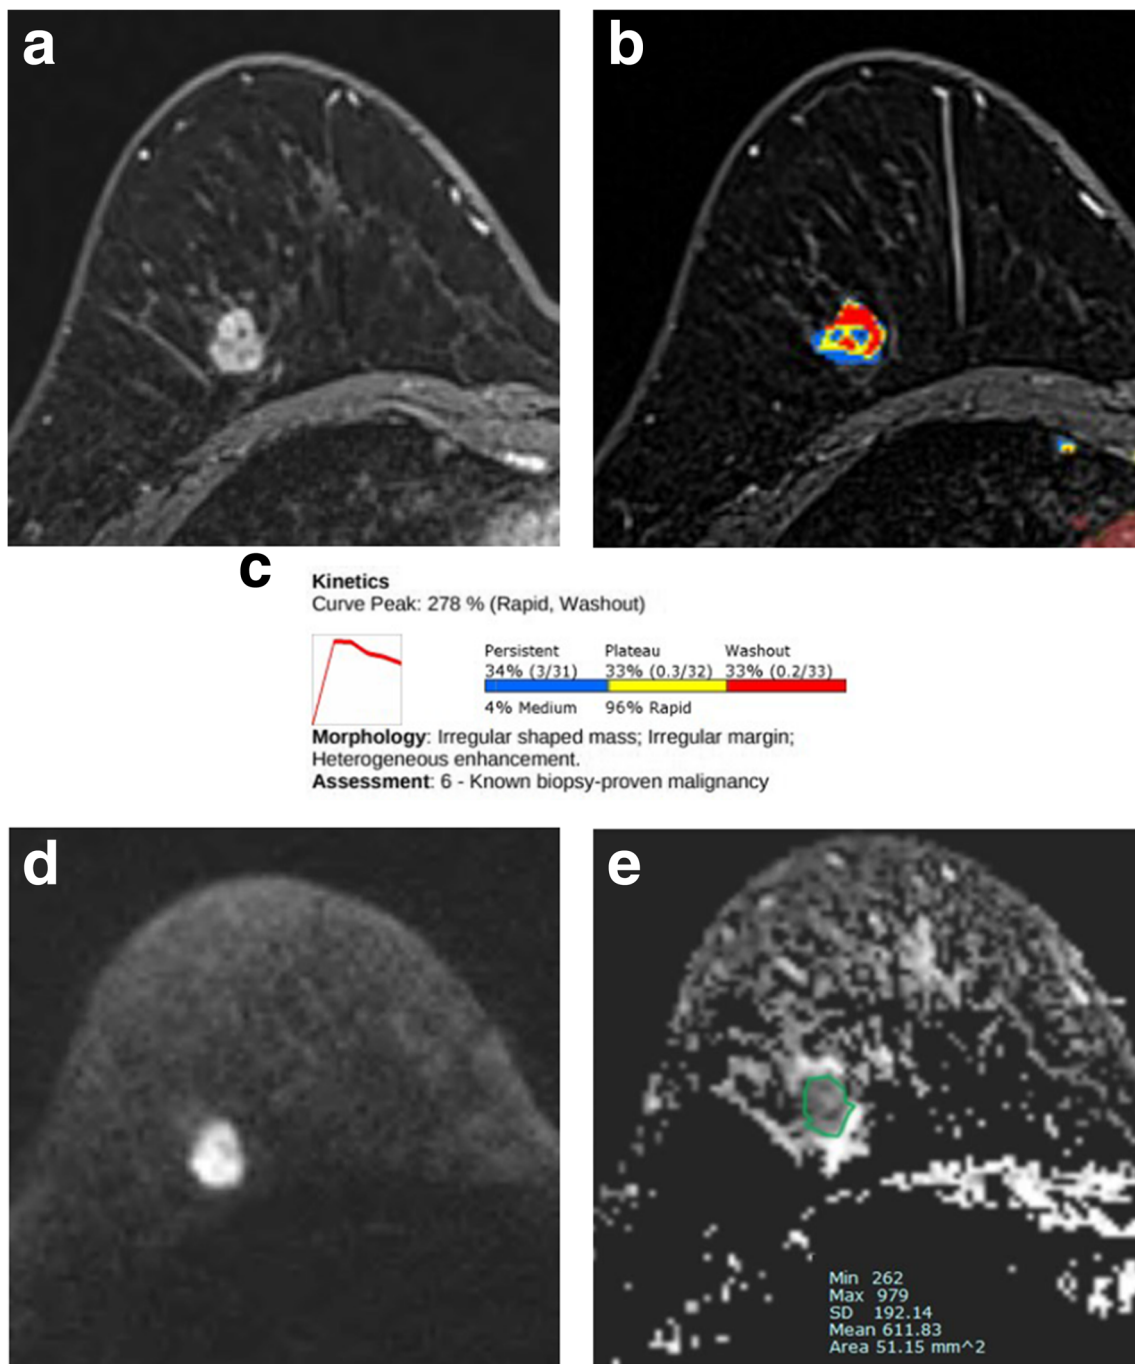 a
b
c
Kinetics
Curve Peak: 278 % (Rapid, Washout)
Persistent Plateau Washout
34% (3/31) 33% (0.3/32) 33% (0.2/33)
4% Medium 96% Rapid
Morphology: Irregular shaped mass; Irregular margin;
Heterogeneous enhancement.
Assessment: 6 - Known biopsy-proven malignancy
d
e
Min 262
Max 979
SD 192.14
Mean 611.83
Area 51.15 mm^2